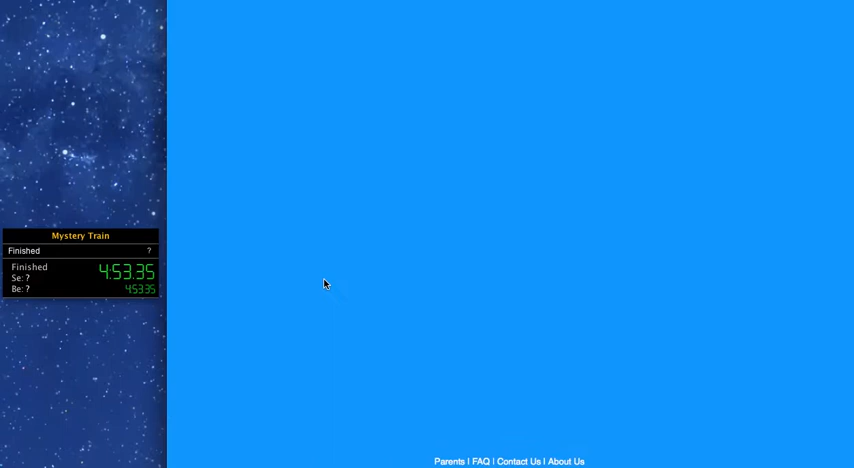 Mystery Train
Finished ?
Finished 4:53.35
Se: ?
Be: ? 4:53.35
Parents | FAQ | Contact Us | About Us